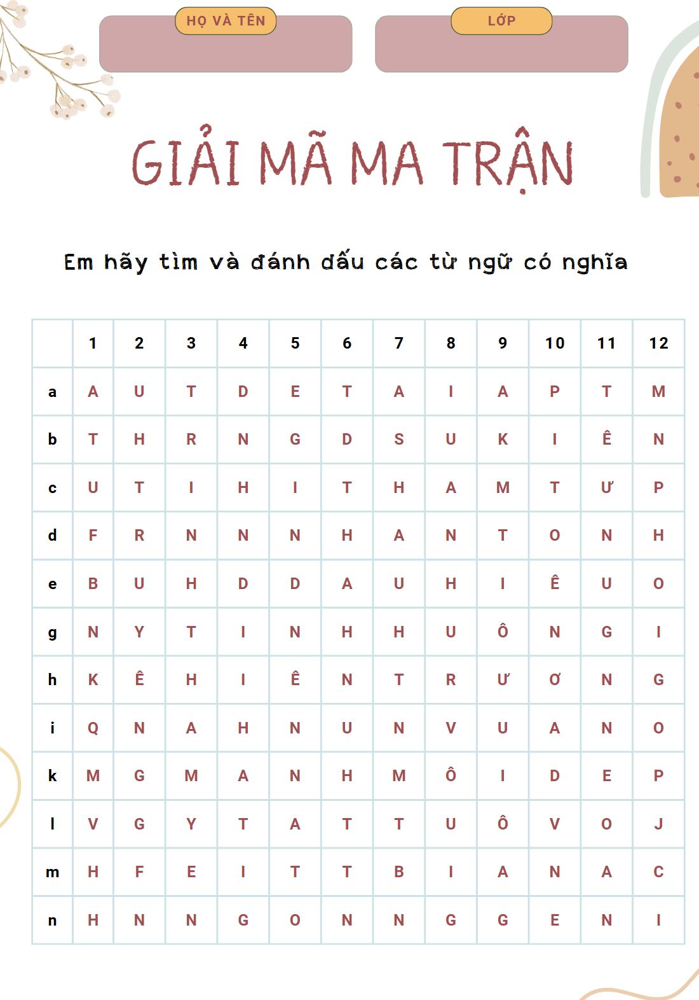 HỌ VÀ TÊN LỚP
GIẢI MÃ MA TRẬN
Em hãy tìm và đánh dấu các từ ngữ có nghĩa
1 2 3 4 5 6 7 8 9 10 11 12
a A U T D E T A I A P T M
b T H R N G D S U K I Ê N
c U T I H I T H A M T Ư P
d F R N N N H A N T O N H
e B U H D D A U H I Ê U O
g N Y T I N H H U Ô N G I
h K Ê H I Ê N T R Ư Ơ N G
i Q N A H N U N V U A N O
k M G M A N H M Ô I D E P
l V G Y T A T T U Ô V O J
m H F E I T T B I A N A C
n H N N G O N N G G E N I